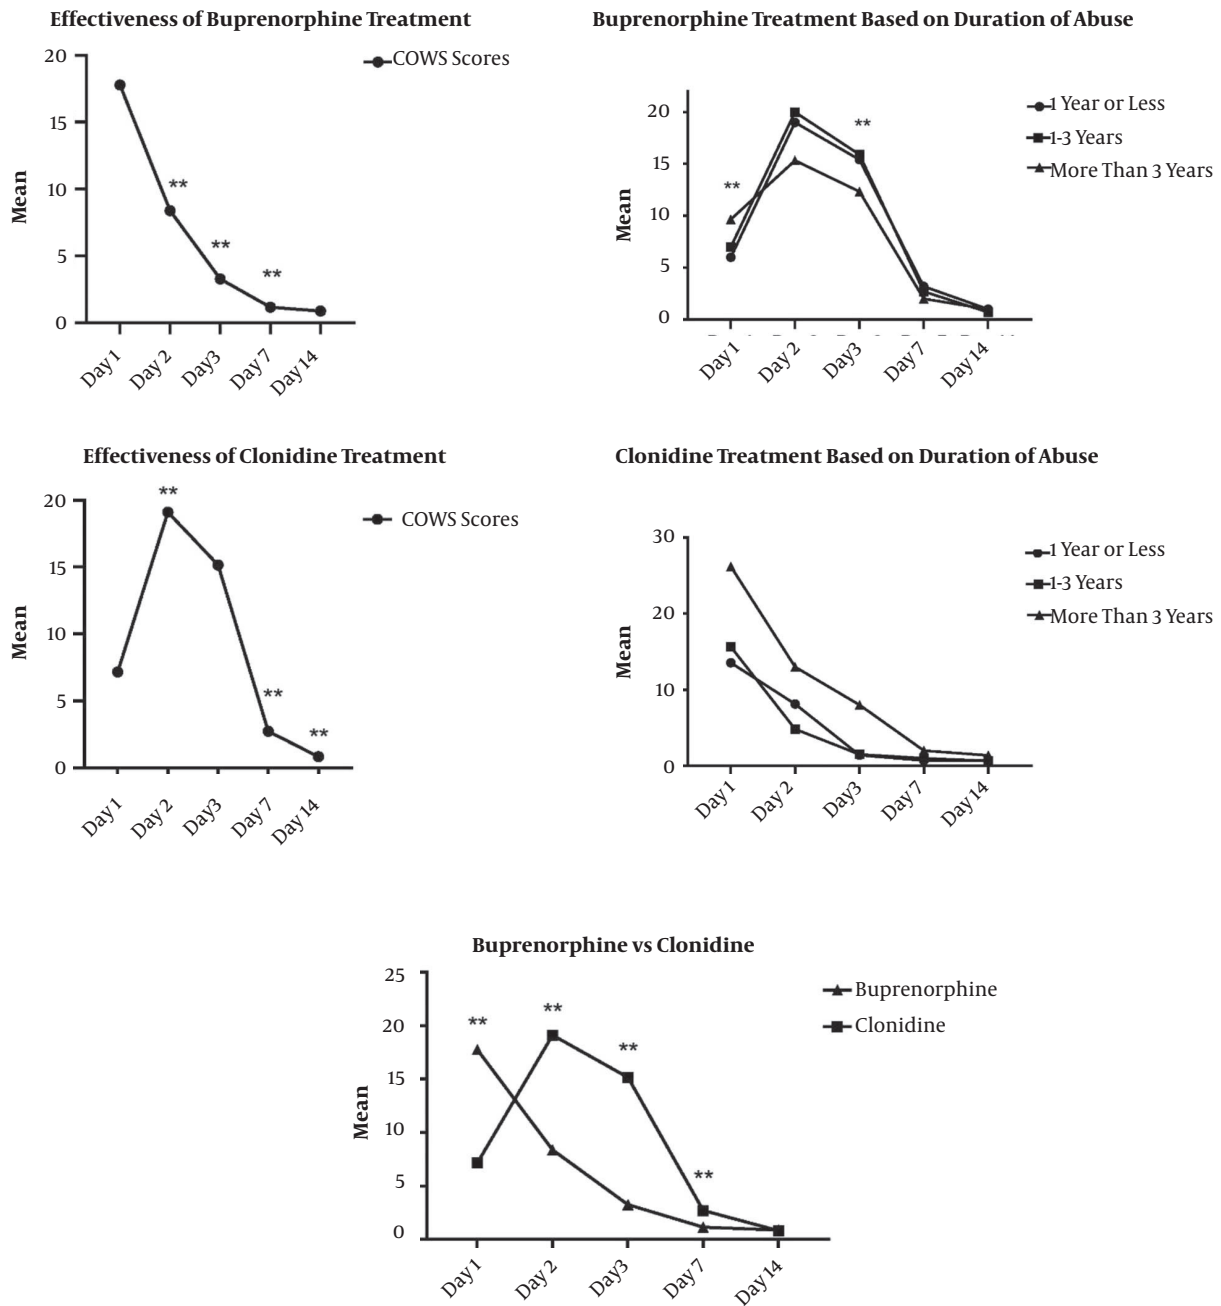 Effectiveness of Buprenorphine Treatment
COWS Scores
20
15
10
5
0
Mean
**
**
**
Day 1
Day 2
Day3
Day 7
Day 14
Buprenorphine Treatment Based on Duration of Abuse
1 Year or Less
1-3 Years
More Than 3 Years
20
15
10
5
0
Mean
**
**
Day 1
Day 2
Day3
Day 7
Day 14
Effectiveness of Clonidine Treatment
COWS Scores
20
15
10
5
0
Mean
**
**
**
Day 1
Day 2
Day3
Day 7
Day 14
Clonidine Treatment Based on Duration of Abuse
1 Year or Less
1-3 Years
More Than 3 Years
30
20
10
0
Mean
Day 1
Day 2
Day3
Day 7
Day 14
Buprenorphine vs Clonidine
Buprenorphine
Clonidine
25
20
15
10
5
0
Mean
**
**
**
**
Day 1
Day 2
Day3
Day 7
Day 14